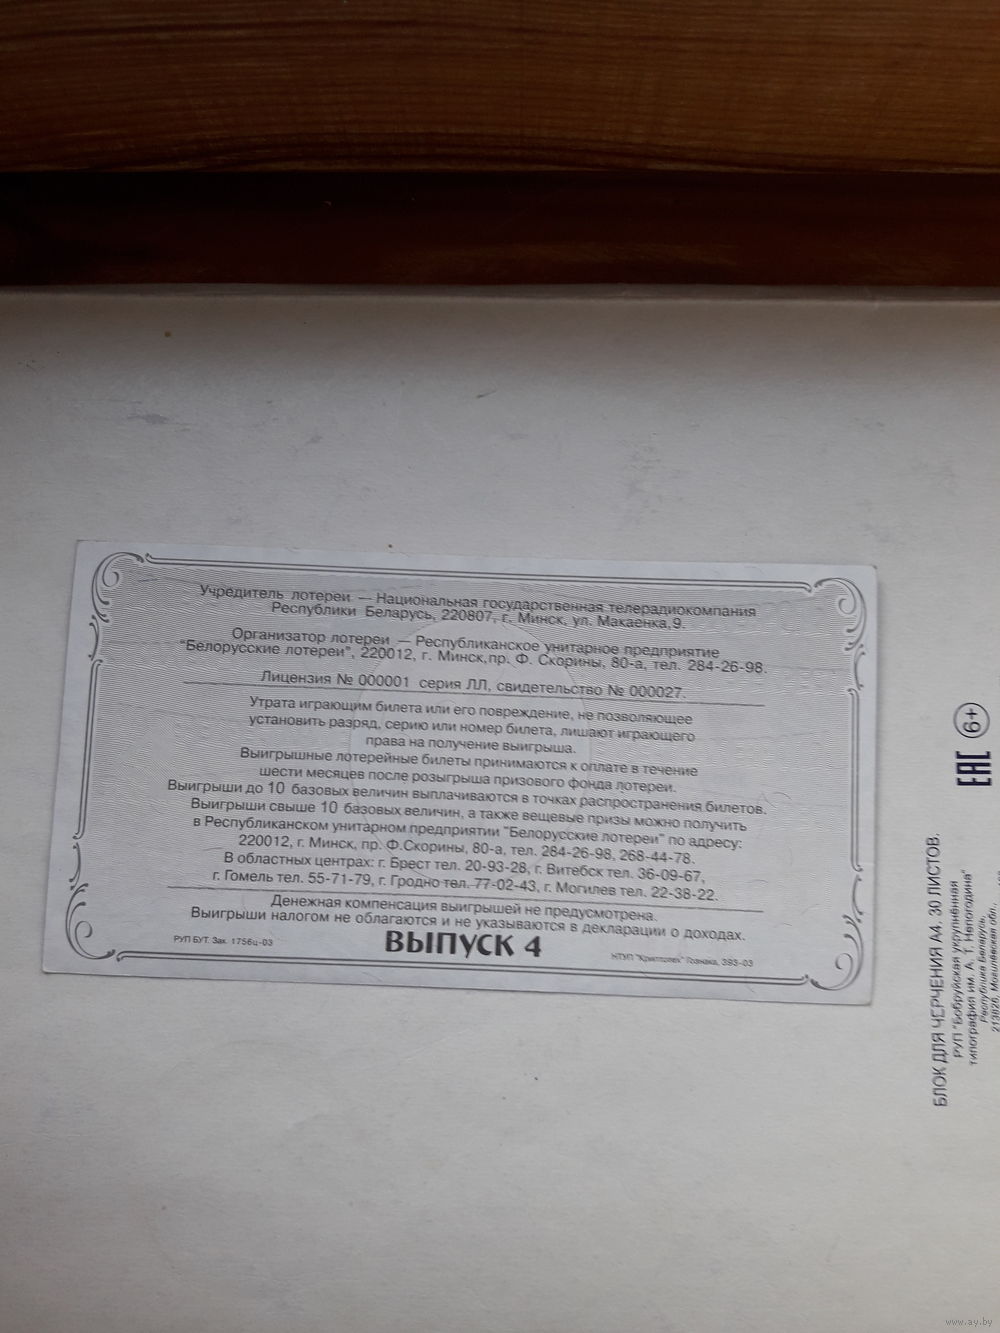 Учредитель лотереи — Национальная государственная телерадиокомпания
Республики Беларусь, 220807, г. Минск, ул. Макаенка,9.
Организатор лотереи — Республиканское унитарное предприятие
"Белорусские лотереи", 220012, г. Минск,пр. Ф. Скорины, 80-а, тел. 284-26-98.
Лицензия № 000001 серия ЛЛ, свидетельство № 000027.
Утрата играющим билета или его повреждение, не позволяющее
установить разряд, серию или номер билета, лишают играющего
права на получение выигрыша.
Выигрышные лотерейные билеты принимаются к оплате в течение
шести месяцев после розыгрыша призового фонда лотереи.
Выигрыши до 10 базовых величин выплачиваются в точках распространения билетов.
Выигрыши свыше 10 базовых величин, а также вещевые призы можно получить
в Республиканском унитарном предприятии "Белорусские лотереи" по адресу:
220012, г. Минск, пр. Ф.Скорины, 80-а, тел. 284-26-98, 268-44-78.
В областных центрах: г. Брест тел. 20-93-28, г. Витебск тел. 36-09-67,
г. Гомель тел. 55-71-79, г. Гродно тел. 77-02-43, г. Могилев тел. 22-38-22.
Денежная компенсация выигрышей не предусмотрена.
Выигрыши налогом не облагаются и не указываются в декларации о доходах.
РУП БУТ. Зак. 1756ц-03
ВЫПУСК 4
НТУП "Криптотех" Гознака, 393-03
EAC 6+
БЛОК ДЛЯ ЧЕРЧЕНИЯ А4. 30 ЛИСТОВ.
РУП "Бобруйская укрупнённая
типография им. А. Т. Непогодина"
Республика Беларусь,
213826, Могилёвская обл.,
www.ay.by